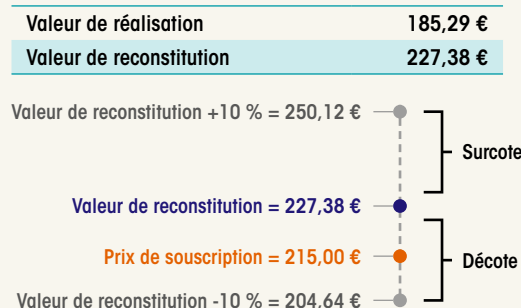 Valeur de réalisation 185,29 €
Valeur de reconstitution 227,38 €
Valeur de reconstitution +10 % = 250,12 €
Surcote
Valeur de reconstitution = 227,38 €
Prix de souscription = 215,00 €
Décote
Valeur de reconstitution -10 % = 204,64 €